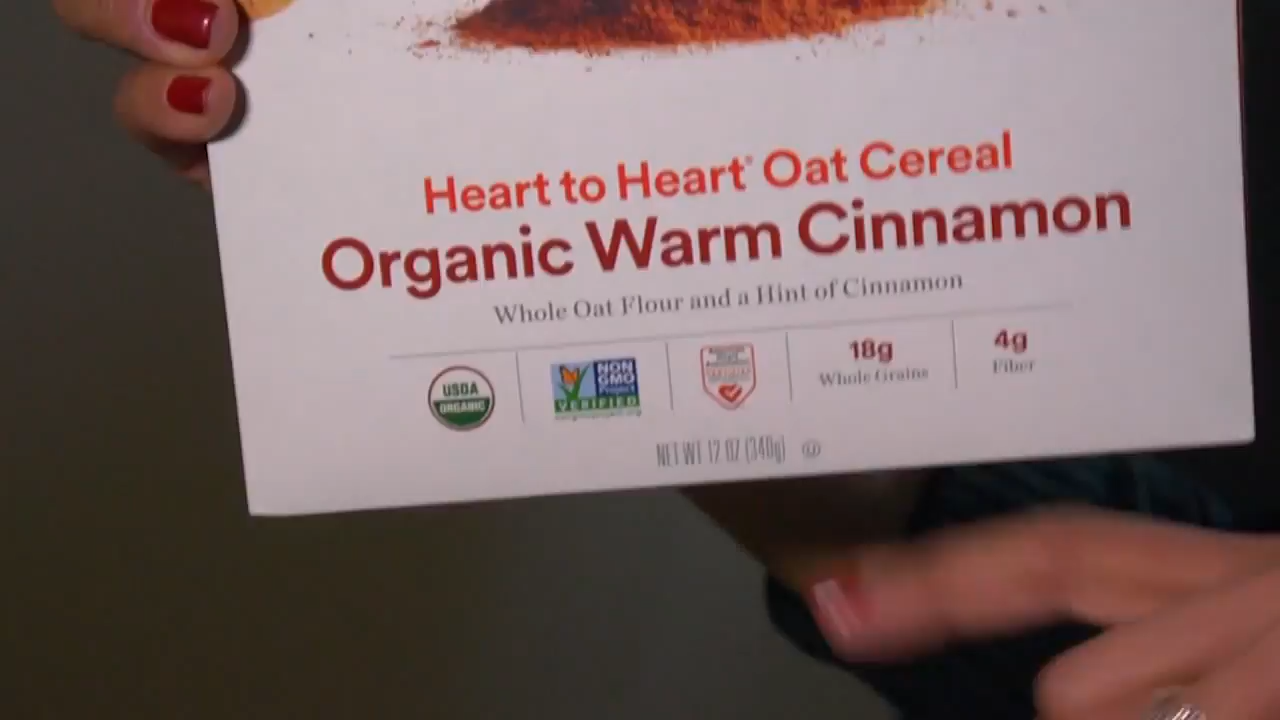 Heart to Heart® Oat Cereal
Organic Warm Cinnamon
Whole Oat Flour and a Hint of Cinnamon
USDA
ORGANIC
NON
GMO
Project
VERIFIED
18g
Whole Grains
4g
Fiber
NET WT 12 OZ (340g)